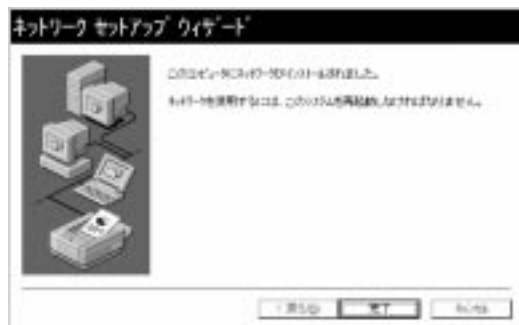 ネットワーク セットアップ ウィザード
このコンピュータにネットワークがインストールされました。
ネットワークを使用するには、このシステムを再起動しなければなりません。
< 戻る(B)
完了
キャンセル